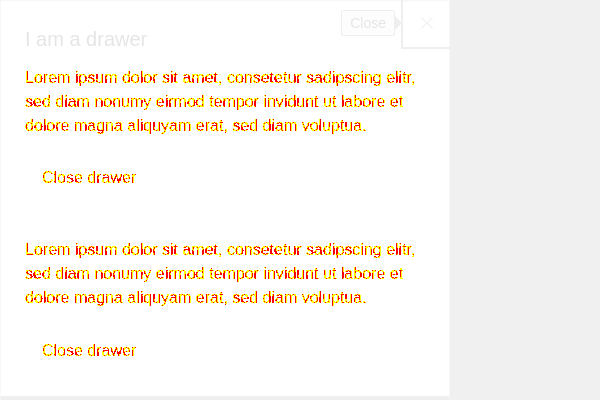 Close
I am a drawer
Lorem ipsum dolor sit amet, consetetur sadipscing elitr,
sed diam nonumy eirmod tempor invidunt ut labore et
dolore magna aliquyam erat, sed diam voluptua.
Close drawer
Lorem ipsum dolor sit amet, consetetur sadipscing elitr,
sed diam nonumy eirmod tempor invidunt ut labore et
dolore magna aliquyam erat, sed diam voluptua.
Close drawer